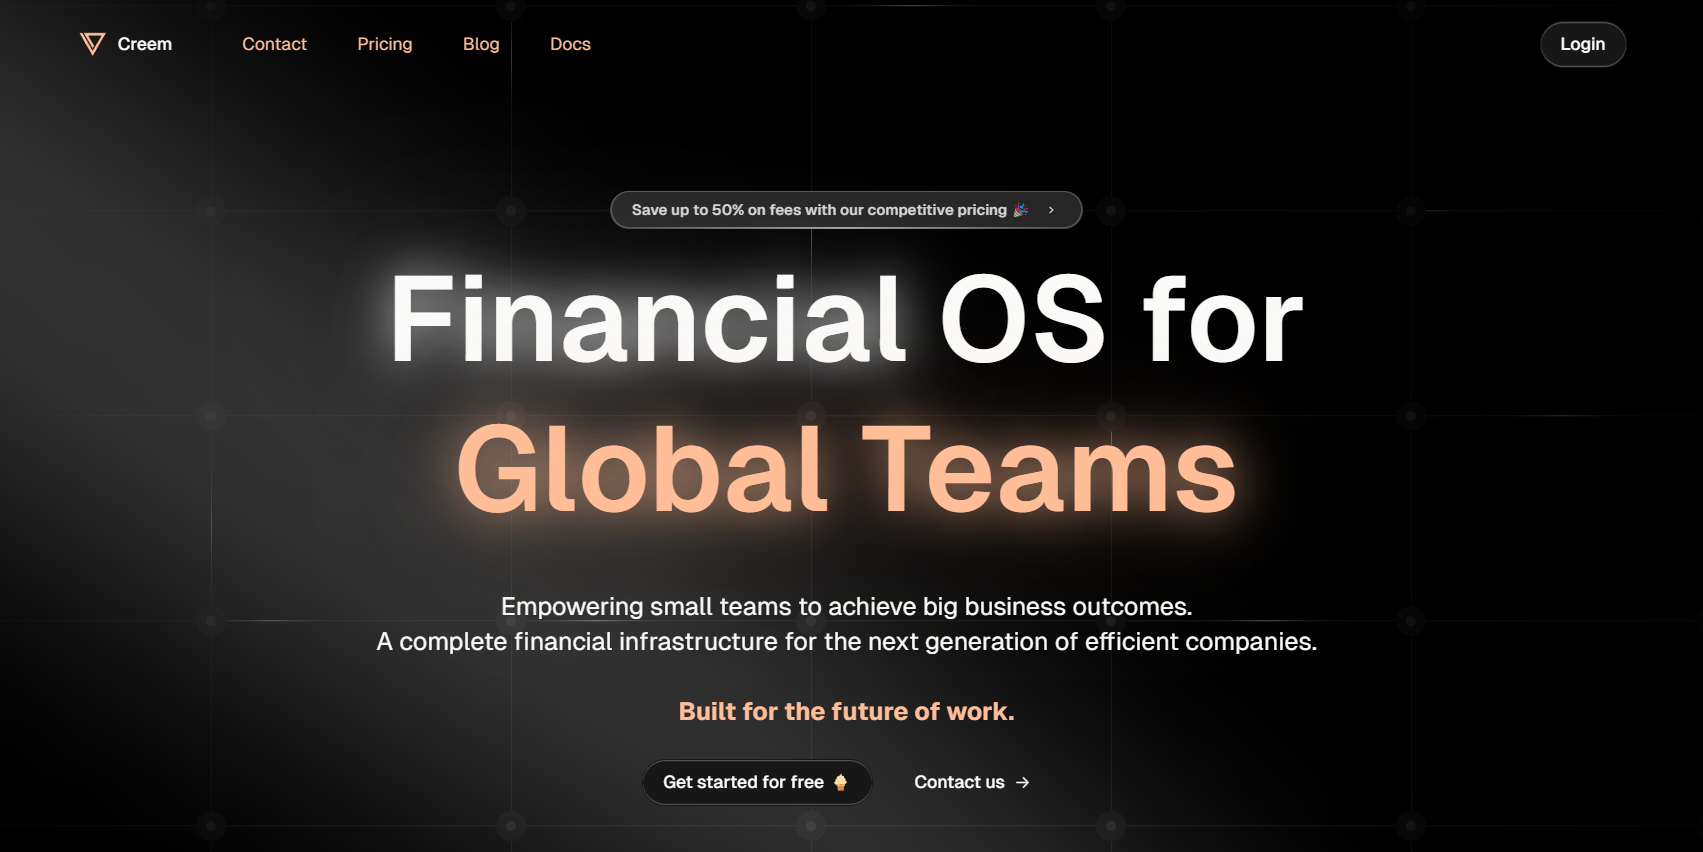 Creem
Contact
Pricing
Blog
Docs
Login
Save up to 50% on fees with our competitive pricing 🎉 ›
Financial OS for
Global Teams
Empowering small teams to achieve big business outcomes.
A complete financial infrastructure for the next generation of efficient companies.
Built for the future of work.
Get started for free 🍦
Contact us →